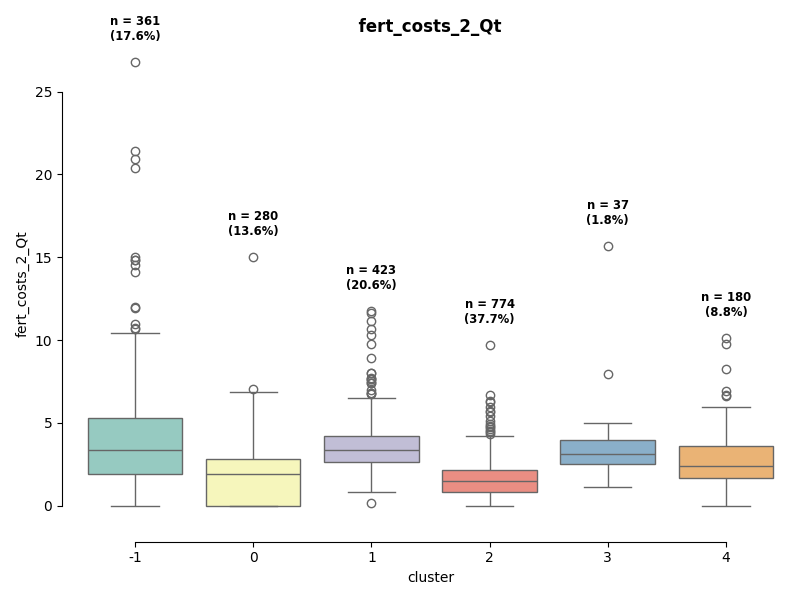 fert_costs_2_Qt
n = 361
(17.6%)
n = 280
(13.6%)
n = 423
(20.6%)
n = 774
(37.7%)
n = 37
(1.8%)
n = 180
(8.8%)
fert_costs_2_Qt
25
20
15
10
5
0
-1
0
1
2
3
4
cluster